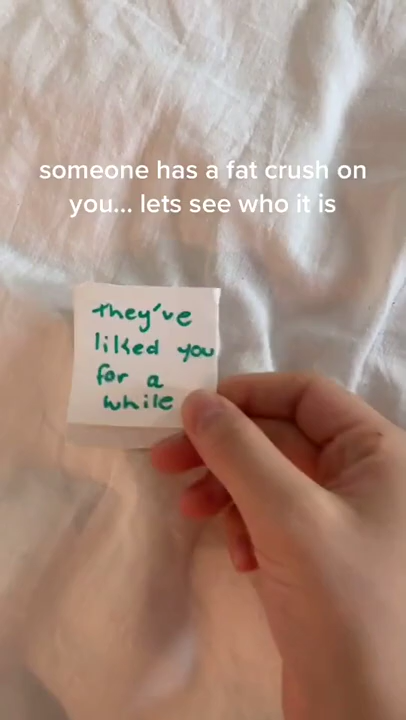 someone has a fat crush on
you... lets see who it is
they've
liked you
for a
while